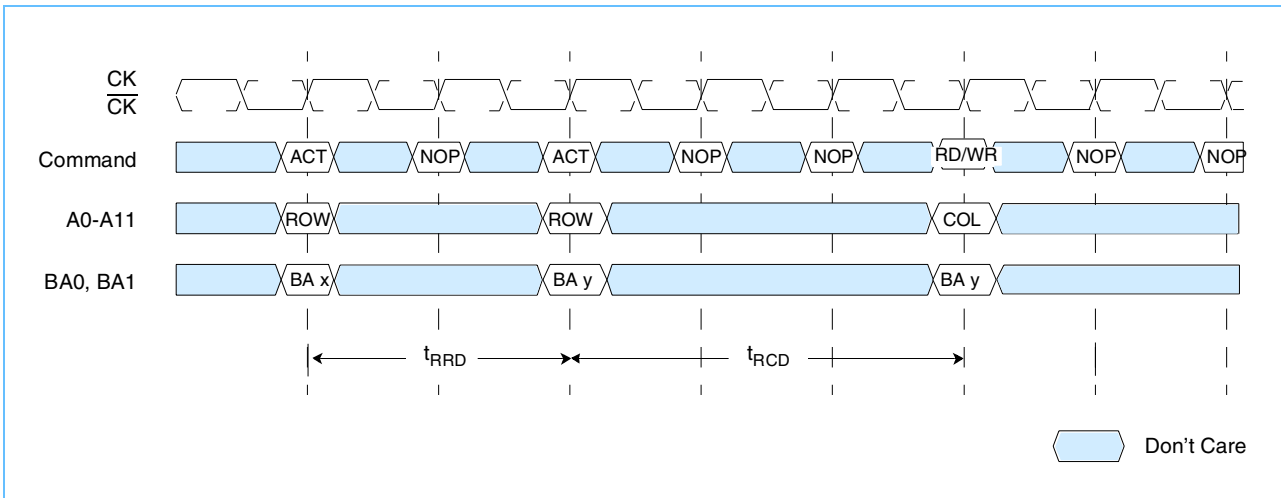 CK
CK
Command ACT NOP ACT NOP NOP RD/WR NOP NOP
A0-A11 ROW ROW COL
BA0, BA1 BA x BA y BA y
tRRD tRCD
Don't Care